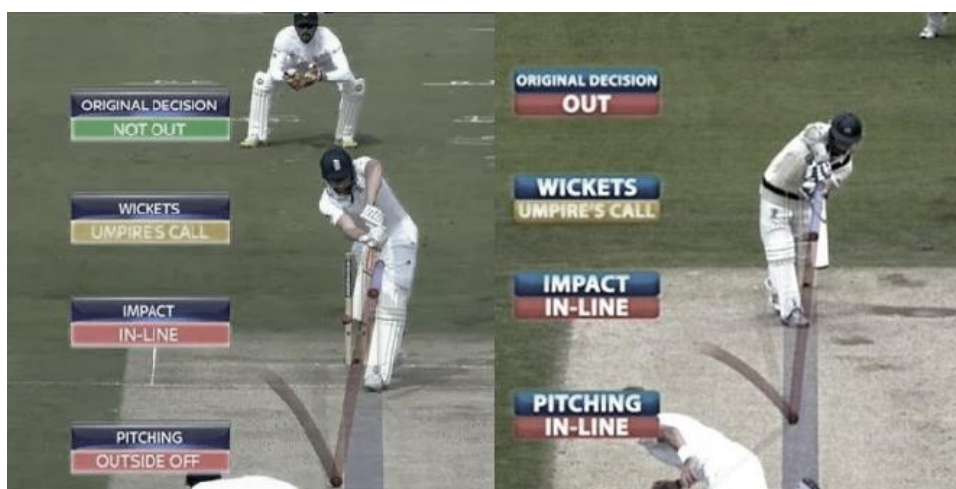 ORIGINAL DECISION
NOT OUT
WICKETS
UMPIRE'S CALL
IMPACT
IN-LINE
PITCHING
OUTSIDE OFF
ORIGINAL DECISION
OUT
WICKETS
UMPIRE'S CALL
IMPACT
IN-LINE
PITCHING
IN-LINE